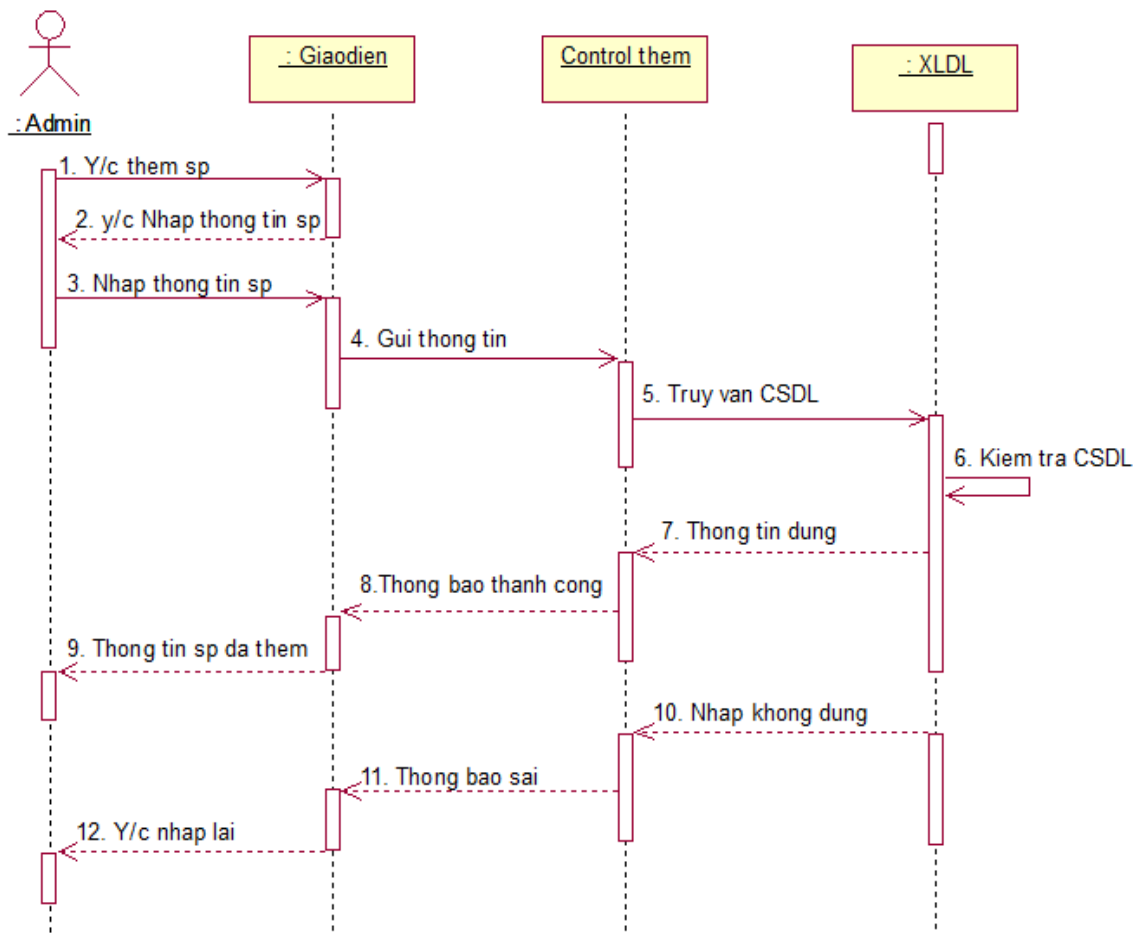 : Giaodien
Control them
: XLDL
: Admin
1. Y/c them sp
2. y/c Nhap thong tin sp
3. Nhap thong tin sp
4. Gui thong tin
5. Truy van CSDL
6. Kiem tra CSDL
7. Thong tin dung
8.Thong bao thanh cong
9. Thong tin sp da them
10. Nhap khong dung
11. Thong bao sai
12. Y/c nhap lai